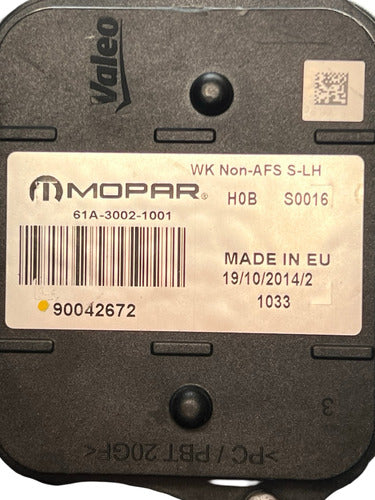 Valeo
WK Non-AFS S-LH
MOPAR®
H0B S0016
61A-3002-1001
MADE IN EU
19/10/2014/2
1033
90042672
3
>PC / PBT 20GF<